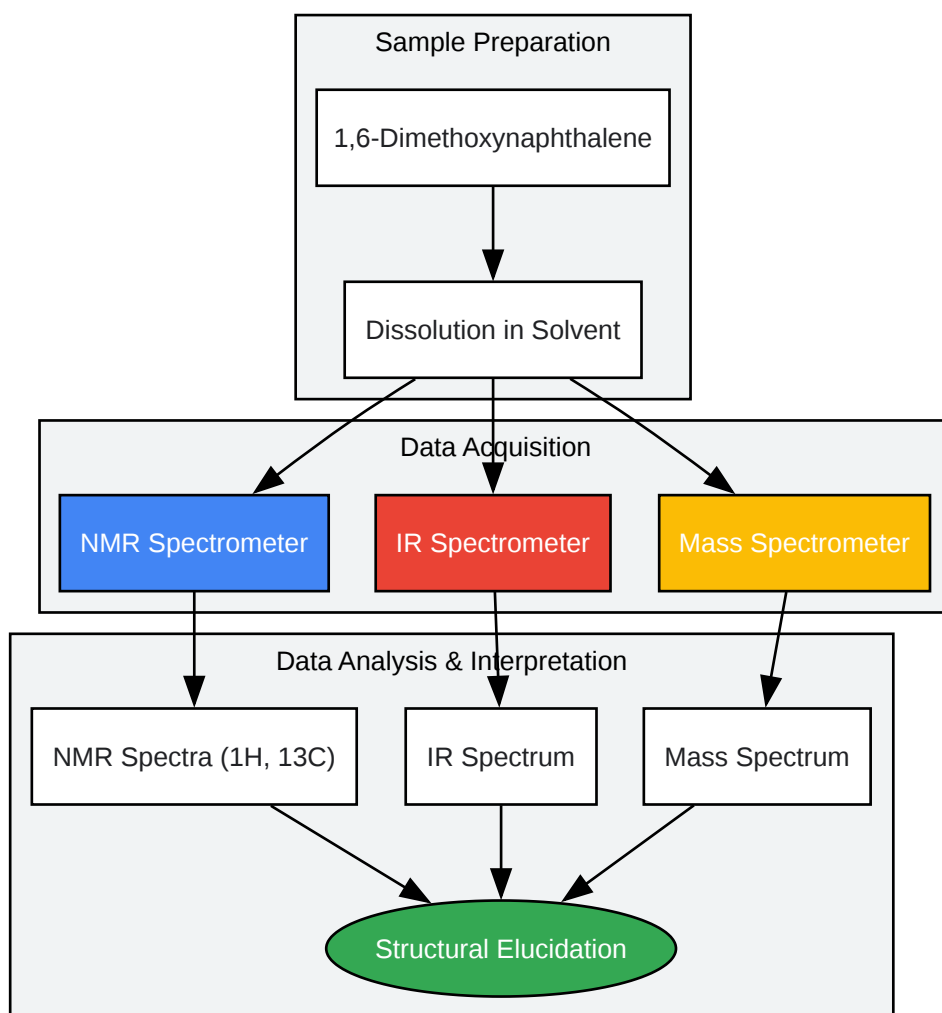 Sample Preparation
1,6-Dimethoxynaphthalene
Dissolution in Solvent
Data Acquisition
NMR Spectrometer
IR Spectrometer
Mass Spectrometer
Data Analysis & Interpretation
NMR Spectra (1H, 13C)
IR Spectrum
Mass Spectrum
Structural Elucidation